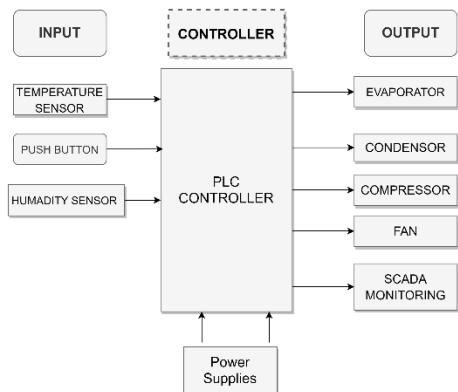 INPUT
CONTROLLER
OUTPUT
TEMPERATURE
SENSOR
PUSH BUTTON
HUMADITY SENSOR
PLC
CONTROLLER
EVAPORATOR
CONDENSOR
COMPRESSOR
FAN
SCADA
MONITORING
Power
Supplies